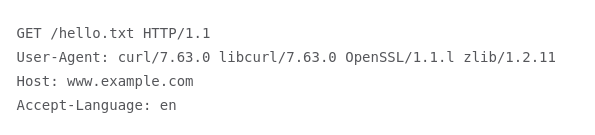 GET /hello.txt HTTP/1.1
User-Agent: curl/7.63.0 libcurl/7.63.0 OpenSSL/1.1.l zlib/1.2.11
Host: www.example.com
Accept-Language: en